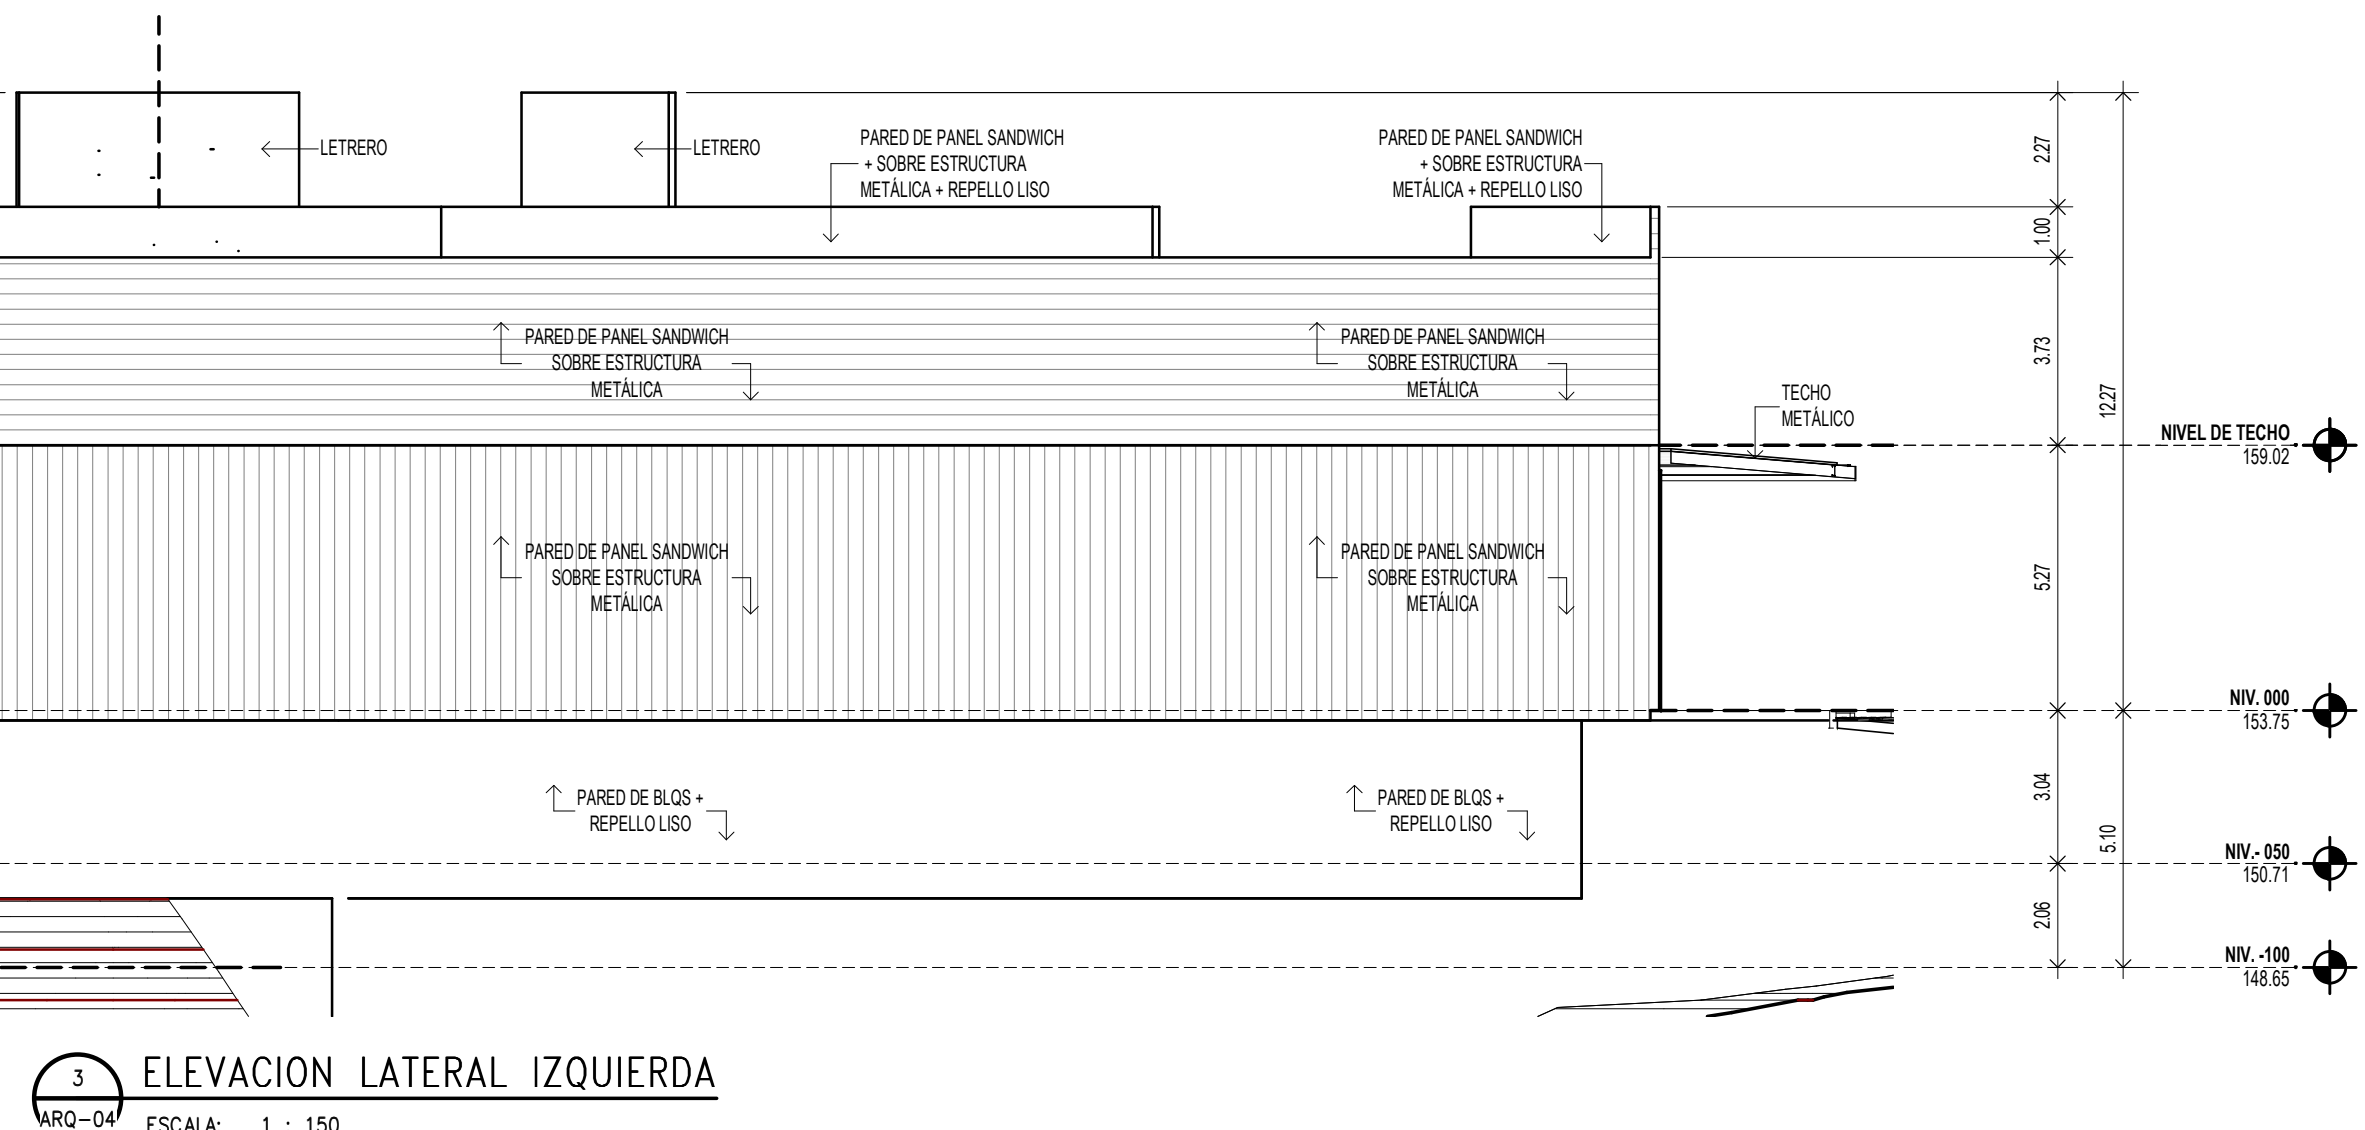 LETRERO
LETRERO
PARED DE PANEL SANDWICH
+ SOBRE ESTRUCTURA
METÁLICA + REPELLO LISO
PARED DE PANEL SANDWICH
+ SOBRE ESTRUCTURA
METÁLICA + REPELLO LISO
2.27
1.00
PARED DE PANEL SANDWICH
SOBRE ESTRUCTURA
METÁLICA
PARED DE PANEL SANDWICH
SOBRE ESTRUCTURA
METÁLICA
3.73
TECHO
METÁLICO
12.27
NIVEL DE TECHO
159.02
PARED DE PANEL SANDWICH
SOBRE ESTRUCTURA
METÁLICA
PARED DE PANEL SANDWICH
SOBRE ESTRUCTURA
METÁLICA
5.27
NIV. 000
153.75
PARED DE BLQS +
REPELLO LISO
PARED DE BLQS +
REPELLO LISO
3.04
5.10
NIV.- 050
150.71
2.06
NIV. -100
148.65
3
ARQ-04
ELEVACION LATERAL IZQUIERDA
ESCALA: 1 : 150